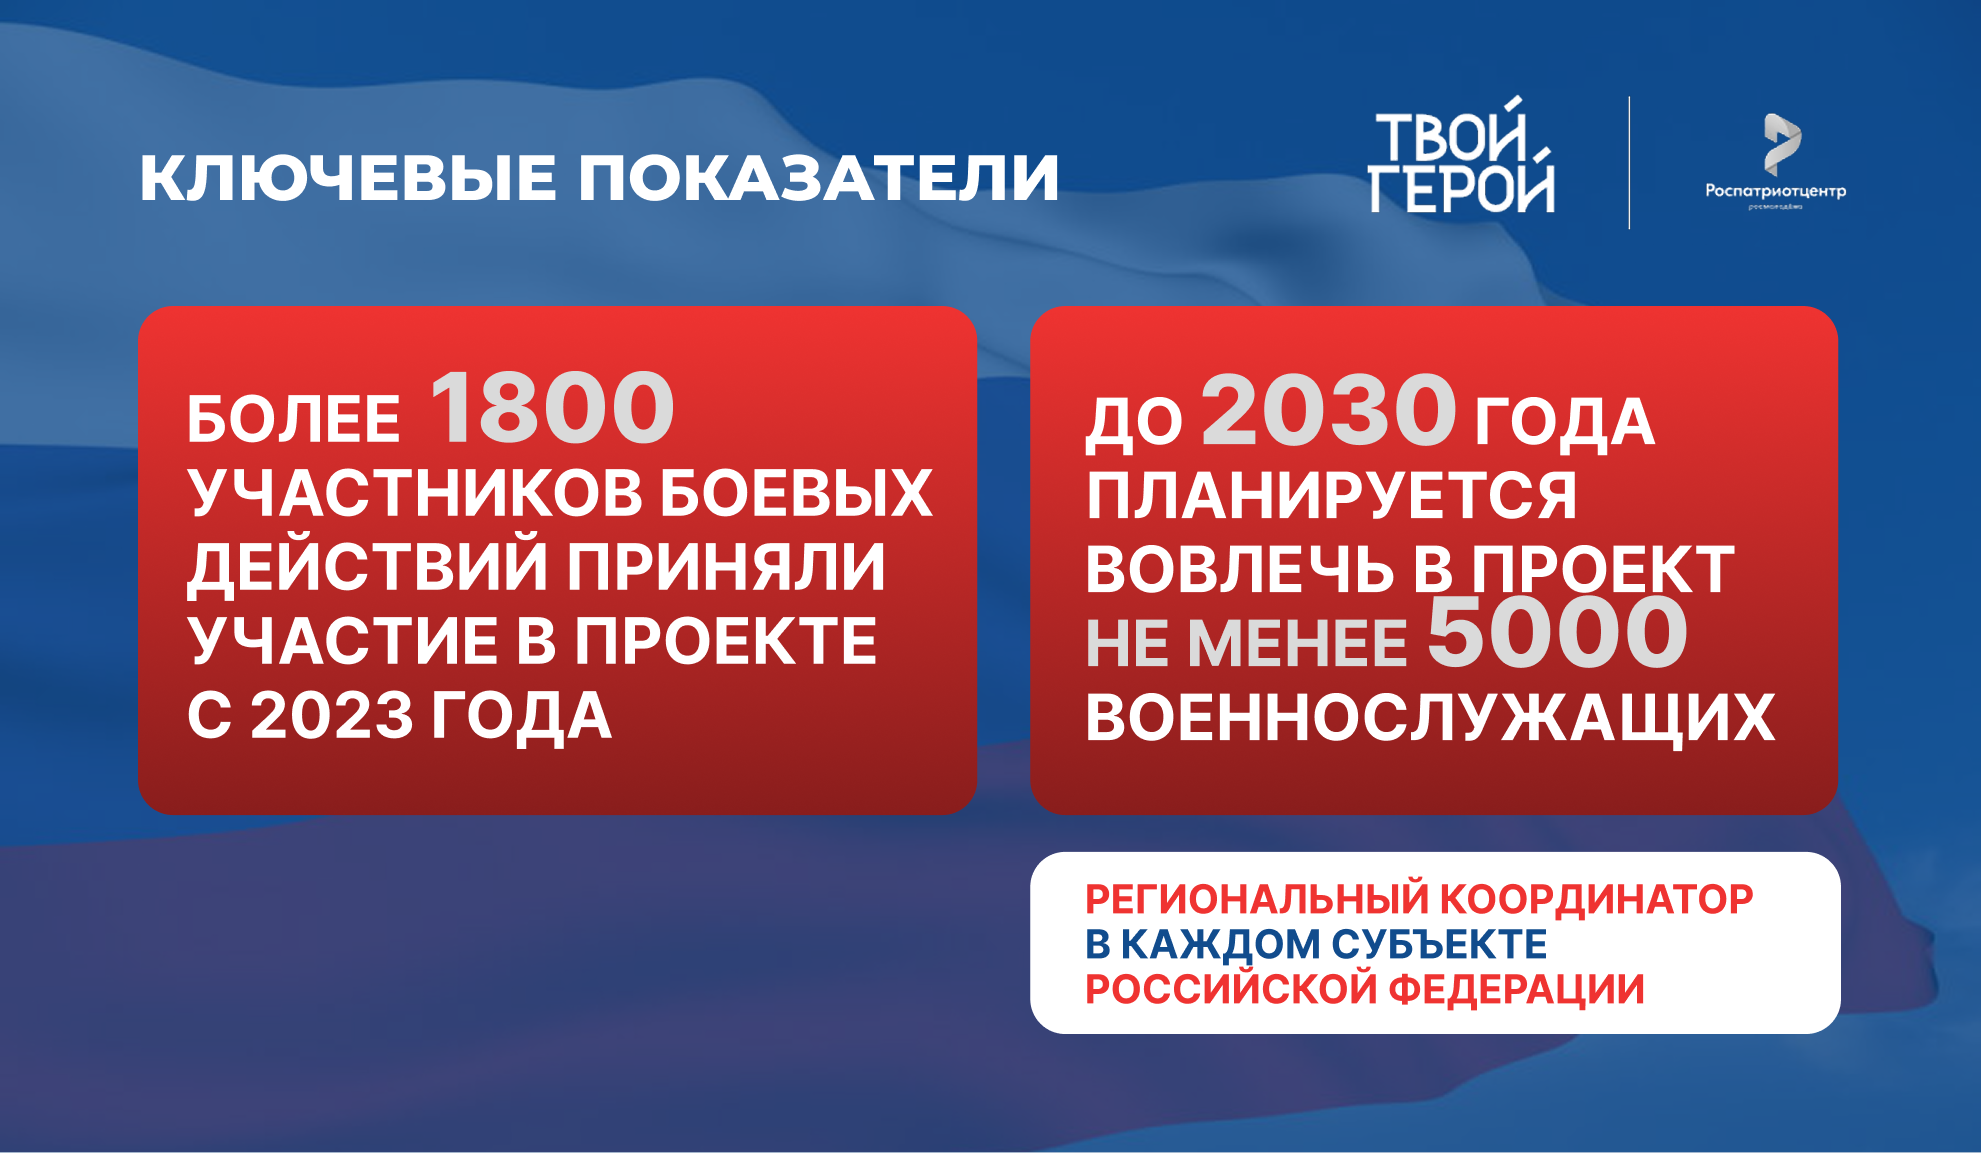 КЛЮЧЕВЫЕ ПОКАЗАТЕЛИ
ТВОЙ
ГЕРОЙ
Роспатриотцентр
росмолодёжь
БОЛЕЕ 1800
УЧАСТНИКОВ БОЕВЫХ
ДЕЙСТВИЙ ПРИНЯЛИ
УЧАСТИЕ В ПРОЕКТЕ
С 2023 ГОДА
ДО 2030 ГОДА
ПЛАНИРУЕТСЯ
ВОВЛЕЧЬ В ПРОЕКТ
НЕ МЕНЕЕ 5000
ВОЕННОСЛУЖАЩИХ
РЕГИОНАЛЬНЫЙ КООРДИНАТОР
В КАЖДОМ СУБЪЕКТЕ
РОССИЙСКОЙ ФЕДЕРАЦИИ